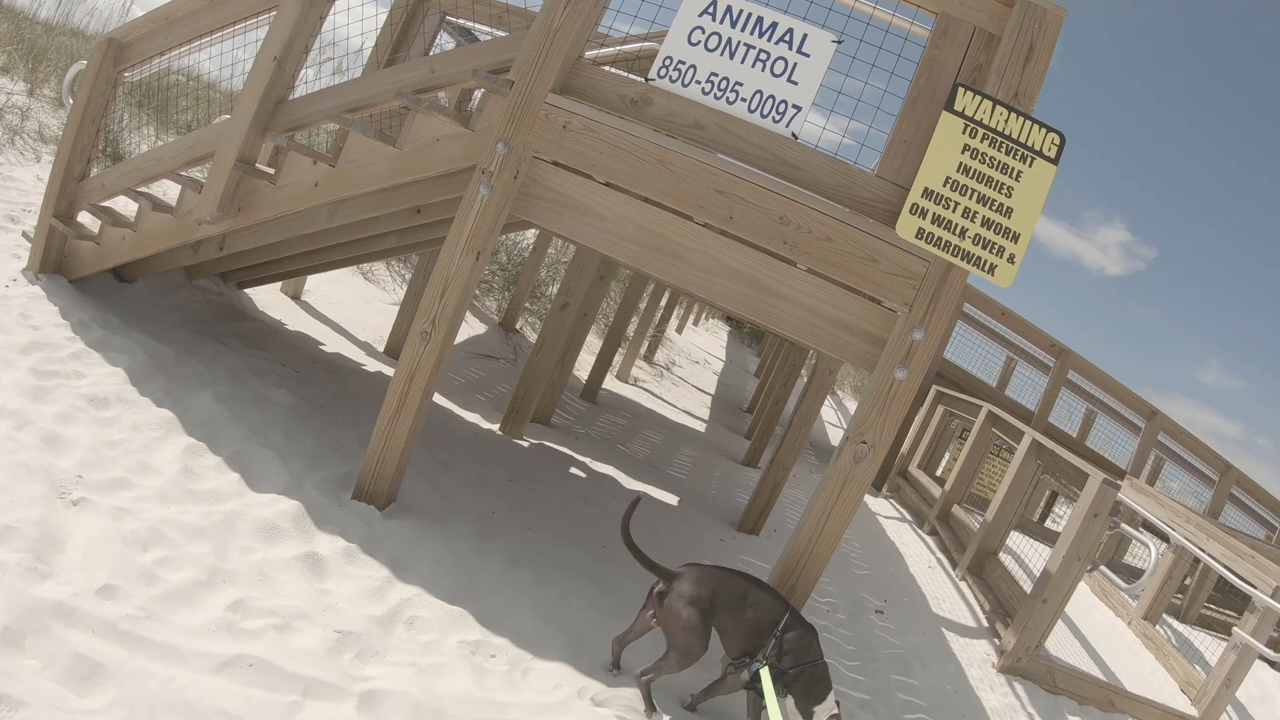 ANIMAL
CONTROL
850-595-0097
WARNING
TO PREVENT
POSSIBLE
INJURIES
FOOTWEAR
MUST BE WORN
ON WALK-OVER &
BOARDWALK